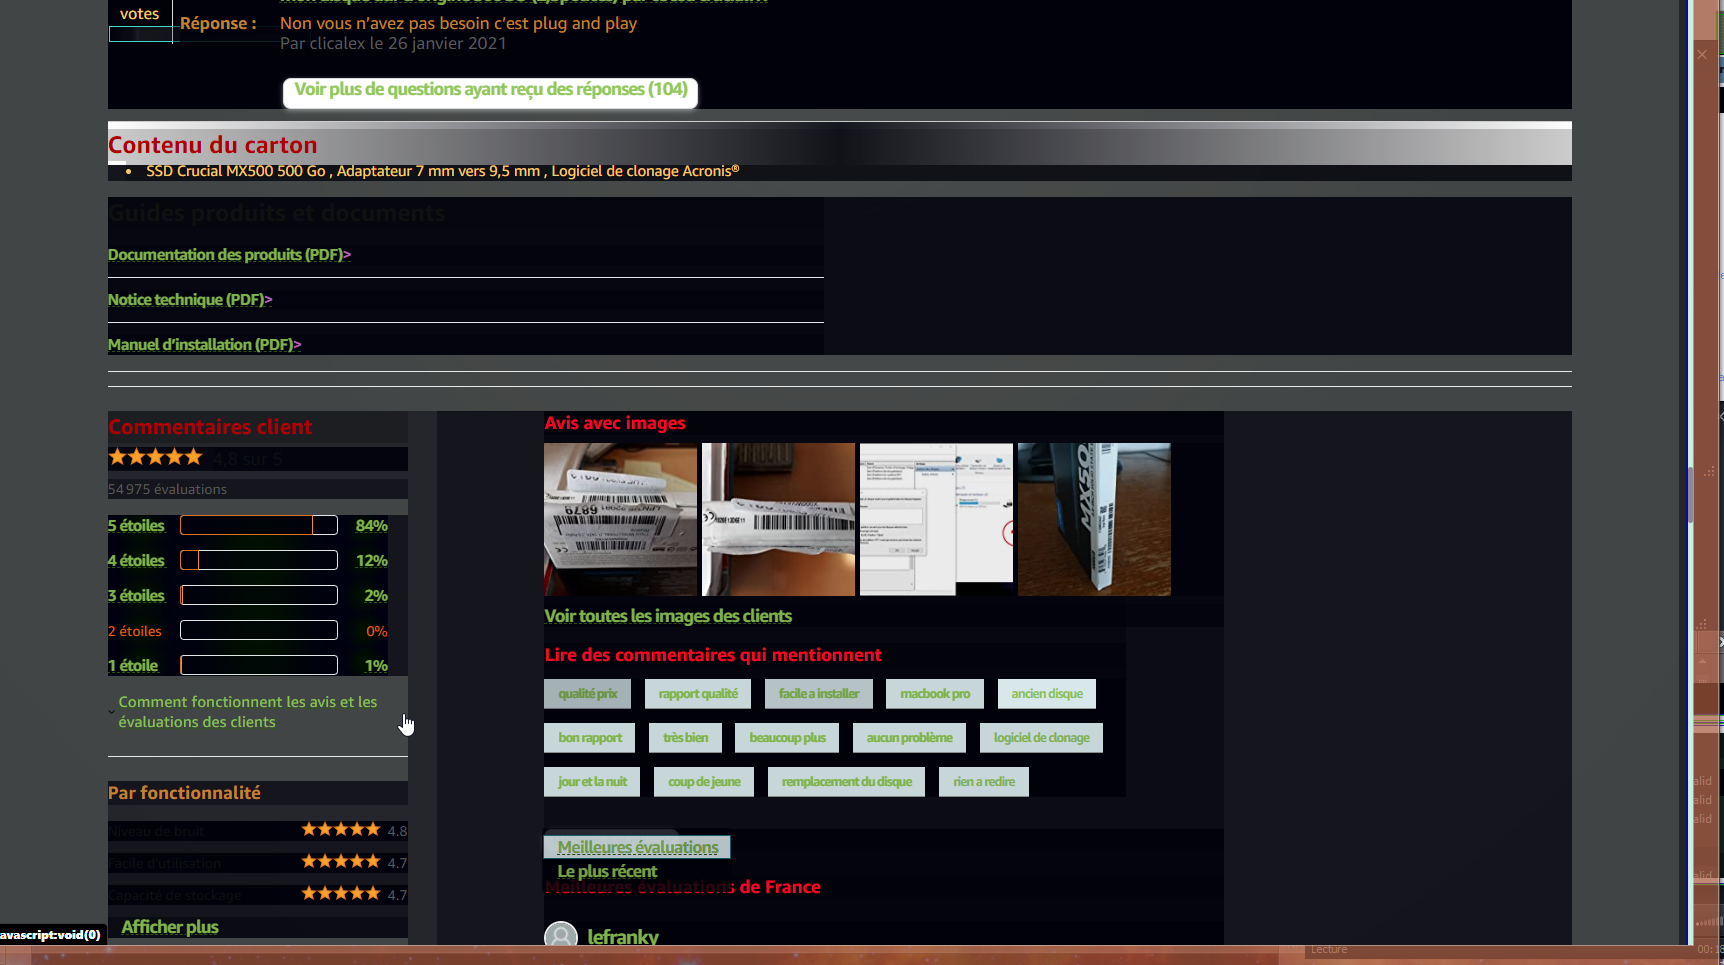 votes
Réponse :
Non vous n’avez pas besoin c’est plug and play
Par clicalex le 26 janvier 2021
Voir plus de questions ayant reçu des réponses (104)
Contenu du carton
• SSD Crucial MX500 500 Go , Adaptateur 7 mm vers 9,5 mm , Logiciel de clonage Acronis®
Guides produits et documents
Documentation des produits (PDF)>
Notice technique (PDF)>
Manuel d’installation (PDF)>
Commentaires client
4,8 sur 5
54 975 évaluations
5 étoiles 84%
4 étoiles 12%
3 étoiles 2%
2 étoiles 0%
1 étoile 1%
Comment fonctionnent les avis et les
évaluations des clients
Par fonctionnalité
Niveau de bruit 4.8
Facile d'utilisation 4.7
Capacité de stockage 4.7
Afficher plus
avascript:void(0)
Avis avec images
6879
MX50
Voir toutes les images des clients
Lire des commentaires qui mentionnent
qualité prix rapport qualité facile a installer macbook pro ancien disque
bon rapport très bien beaucoup plus aucun problème logiciel de clonage
jour et la nuit coup de jeune remplacement du disque rien a redire
Meilleures évaluations
Le plus récent
Meilleures évaluations de France
lefranky
alid
alid
alid
alid
Lecture
00:18